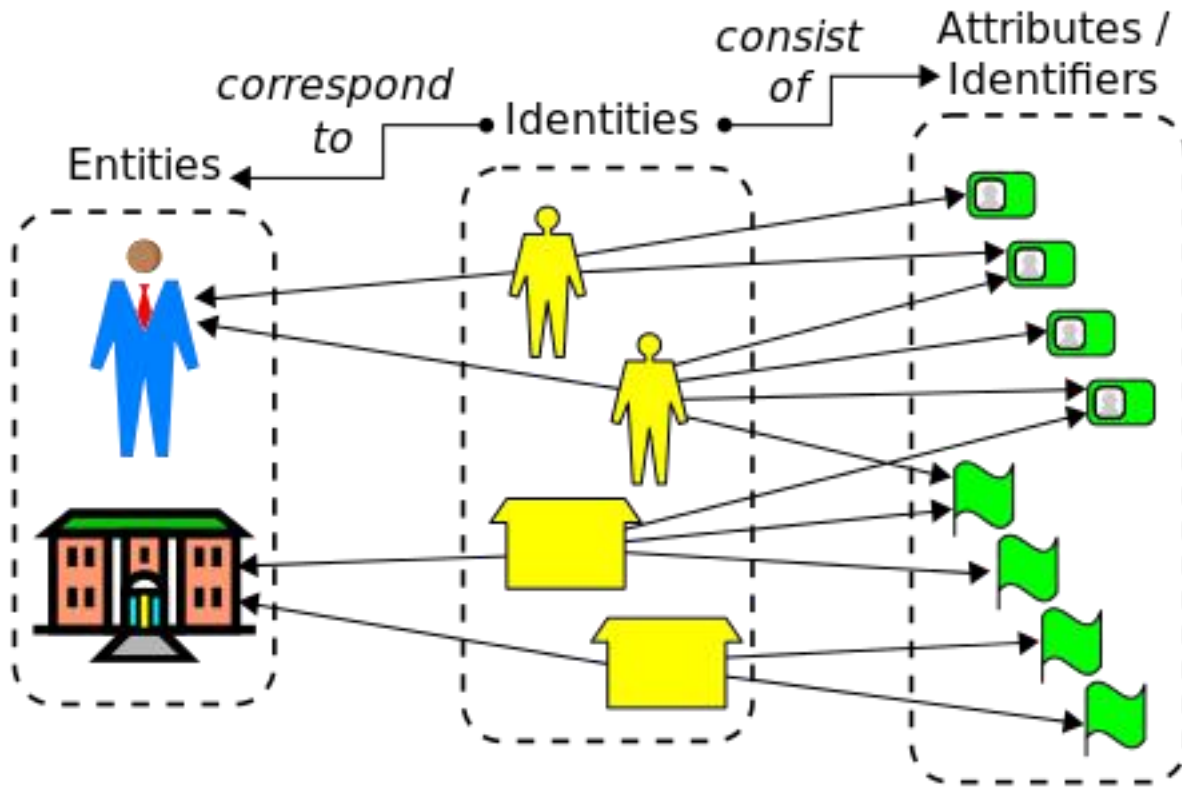 consist
of
Attributes /
Identifiers
correspond
to
Identities
Entities